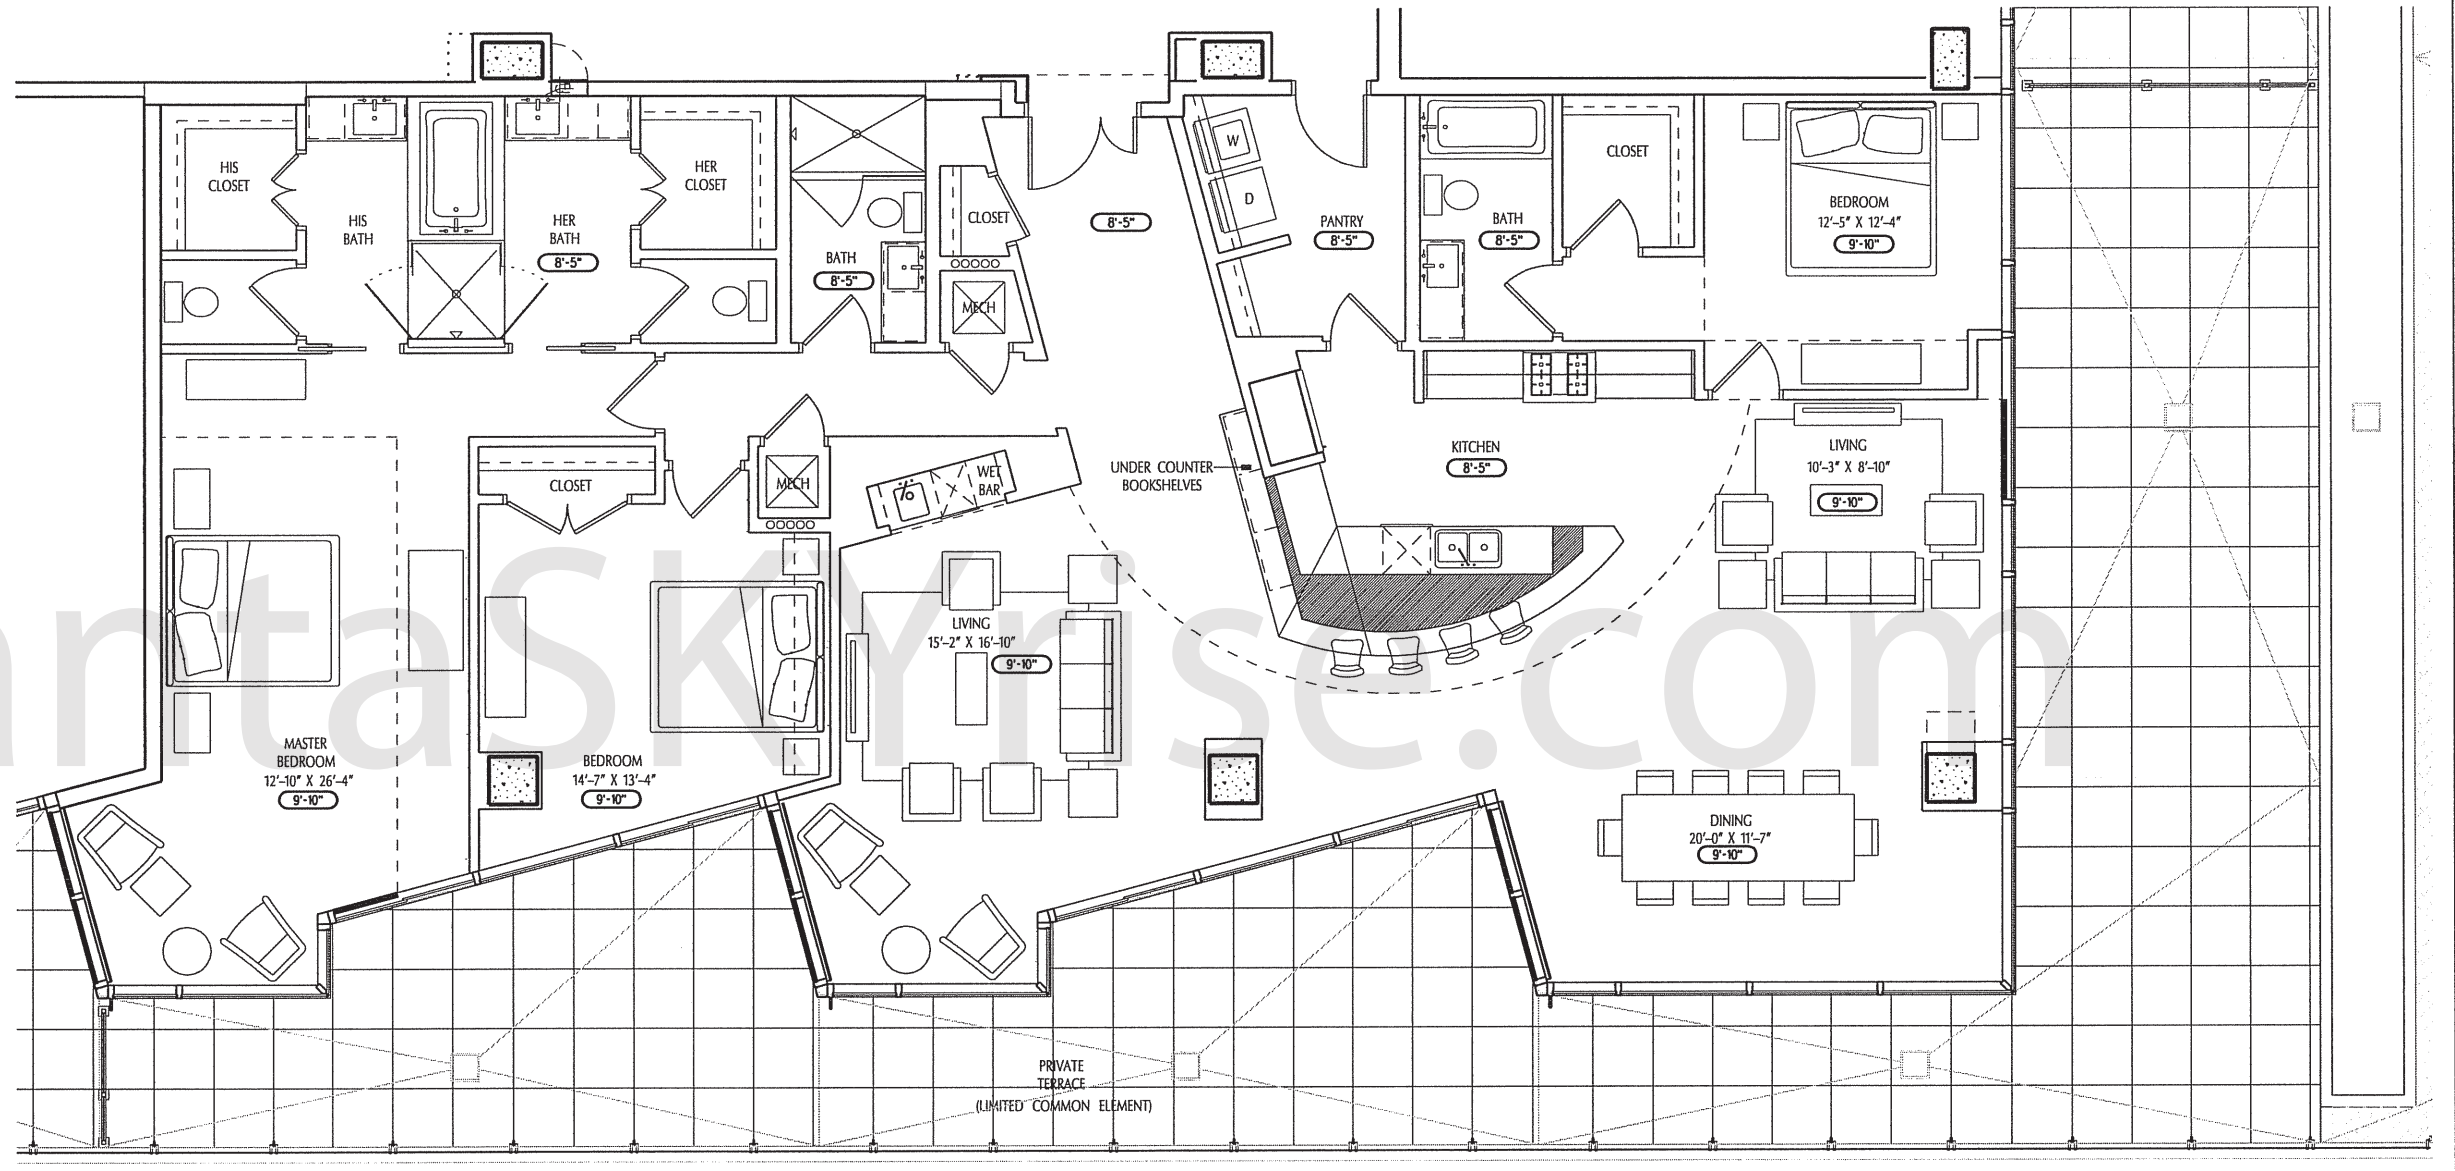 HIS
CLOSET
HIS
BATH
HER
BATH
8'-5"
HER
CLOSET
BATH
8'-5"
CLOSET
MECH
8'-5"
W
D
PANTRY
8'-5"
BATH
8'-5"
CLOSET
BEDROOM
12'-5" X 12'-4"
9'-10"
CLOSET
MECH
WET
BAR
UNDER COUNTER
BOOKSHELVES
KITCHEN
8'-5"
LIVING
10'-3" X 8'-10"
9'-10"
LIVING
15'-2" X 16'-10"
9'-10"
antaSKYrise.com
MASTER
BEDROOM
12'-10" X 26'-4"
9'-10"
BEDROOM
14'-7" X 13'-4"
9'-10"
DINING
20'-0" X 11'-7"
9'-10"
PRIVATE
TERRACE
(LIMITED COMMON ELEMENT)